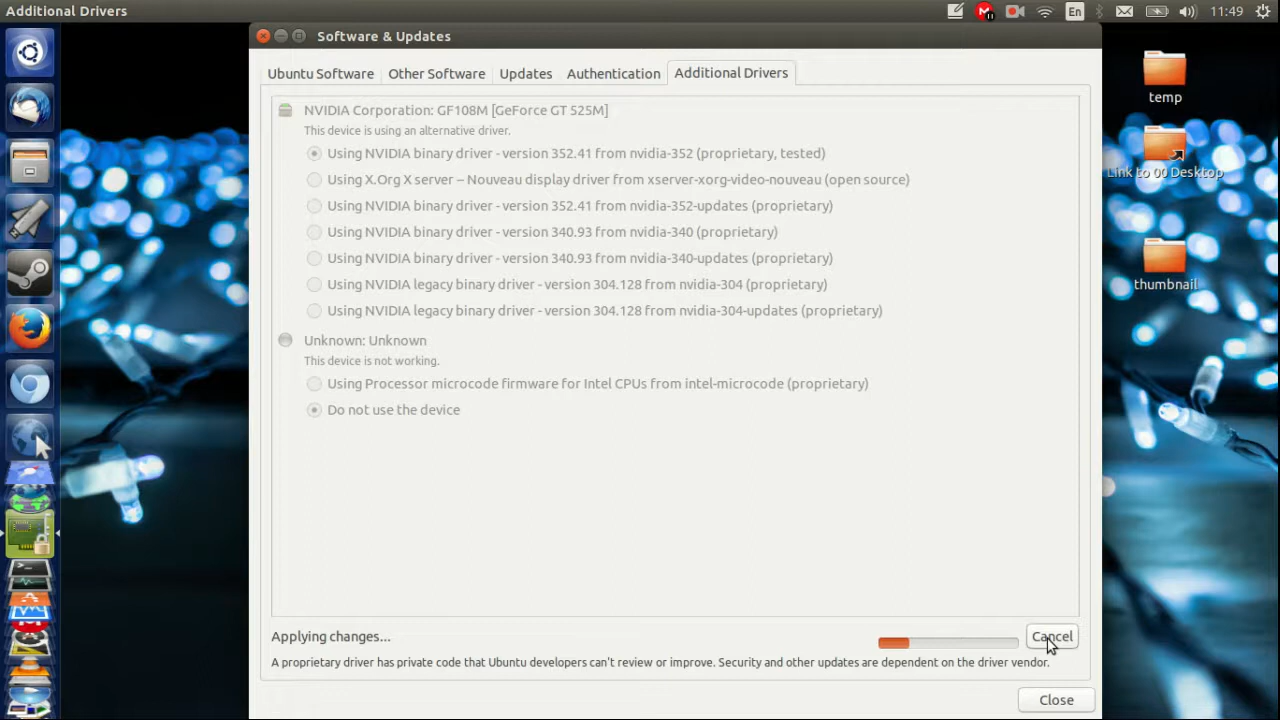 Additional Drivers
En
11:49
Software & Updates
Ubuntu Software
Other Software
Updates
Authentication
Additional Drivers
NVIDIA Corporation: GF108M [GeForce GT 525M]
This device is using an alternative driver.
Using NVIDIA binary driver - version 352.41 from nvidia-352 (proprietary, tested)
Using X.Org X server – Nouveau display driver from xserver-xorg-video-nouveau (open source)
Using NVIDIA binary driver - version 352.41 from nvidia-352-updates (proprietary)
Using NVIDIA binary driver - version 340.93 from nvidia-340 (proprietary)
Using NVIDIA binary driver - version 340.93 from nvidia-340-updates (proprietary)
Using NVIDIA legacy binary driver - version 304.128 from nvidia-304 (proprietary)
Using NVIDIA legacy binary driver - version 304.128 from nvidia-304-updates (proprietary)
Unknown: Unknown
This device is not working.
Using Processor microcode firmware for Intel CPUs from intel-microcode (proprietary)
Do not use the device
Applying changes...
Cancel
A proprietary driver has private code that Ubuntu developers can't review or improve. Security and other updates are dependent on the driver vendor.
Close
temp
Link to 00 Desktop
thumbnail